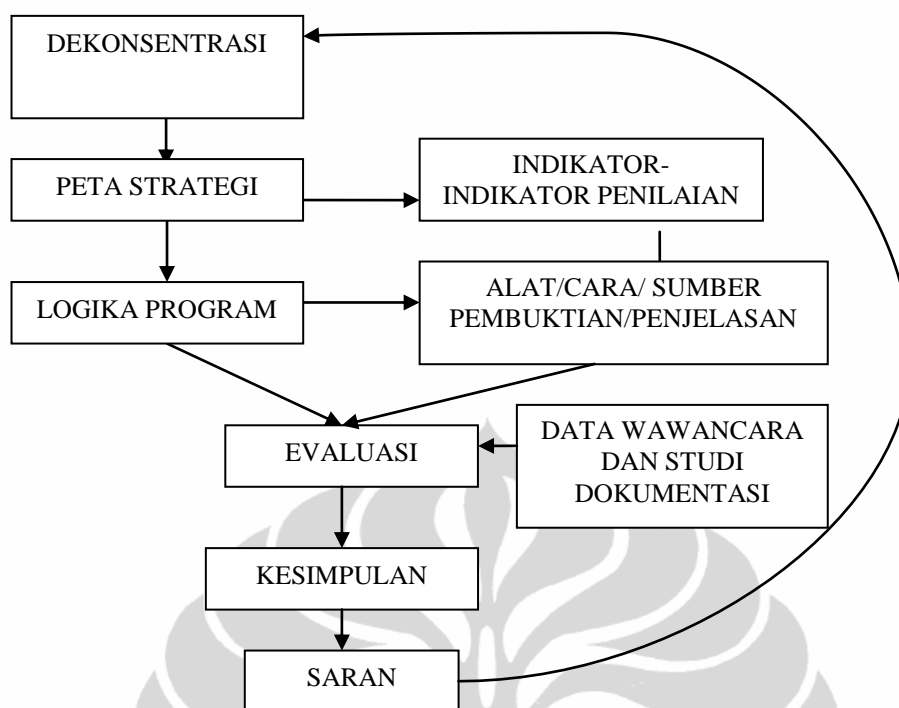 DEKONSENTRASI
PETA STRATEGI
INDIKATOR-
INDIKATOR PENILAIAN
LOGIKA PROGRAM
ALAT/CARA/ SUMBER
PEMBUKTIAN/PENJELASAN
EVALUASI
DATA WAWANCARA
DAN STUDI
DOKUMENTASI
KESIMPULAN
SARAN